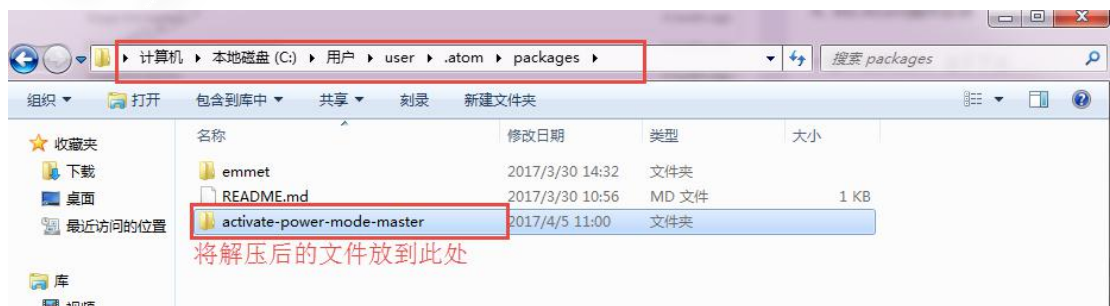 计算机 ▸ 本地磁盘 (C:) ▸ 用户 ▸ user ▸ .atom ▸ packages ▸
搜索 packages
组织 ▾ 打开 包含到库中 ▾ 共享 ▾ 刻录 新建文件夹
收藏夹
下载
桌面
最近访问的位置
库
名称 修改日期 类型 大小
emmet 2017/3/30 14:32 文件夹
README.md 2017/3/30 10:56 MD 文件 1 KB
activate-power-mode-master 2017/4/5 11:00 文件夹
将解压后的文件放到此处